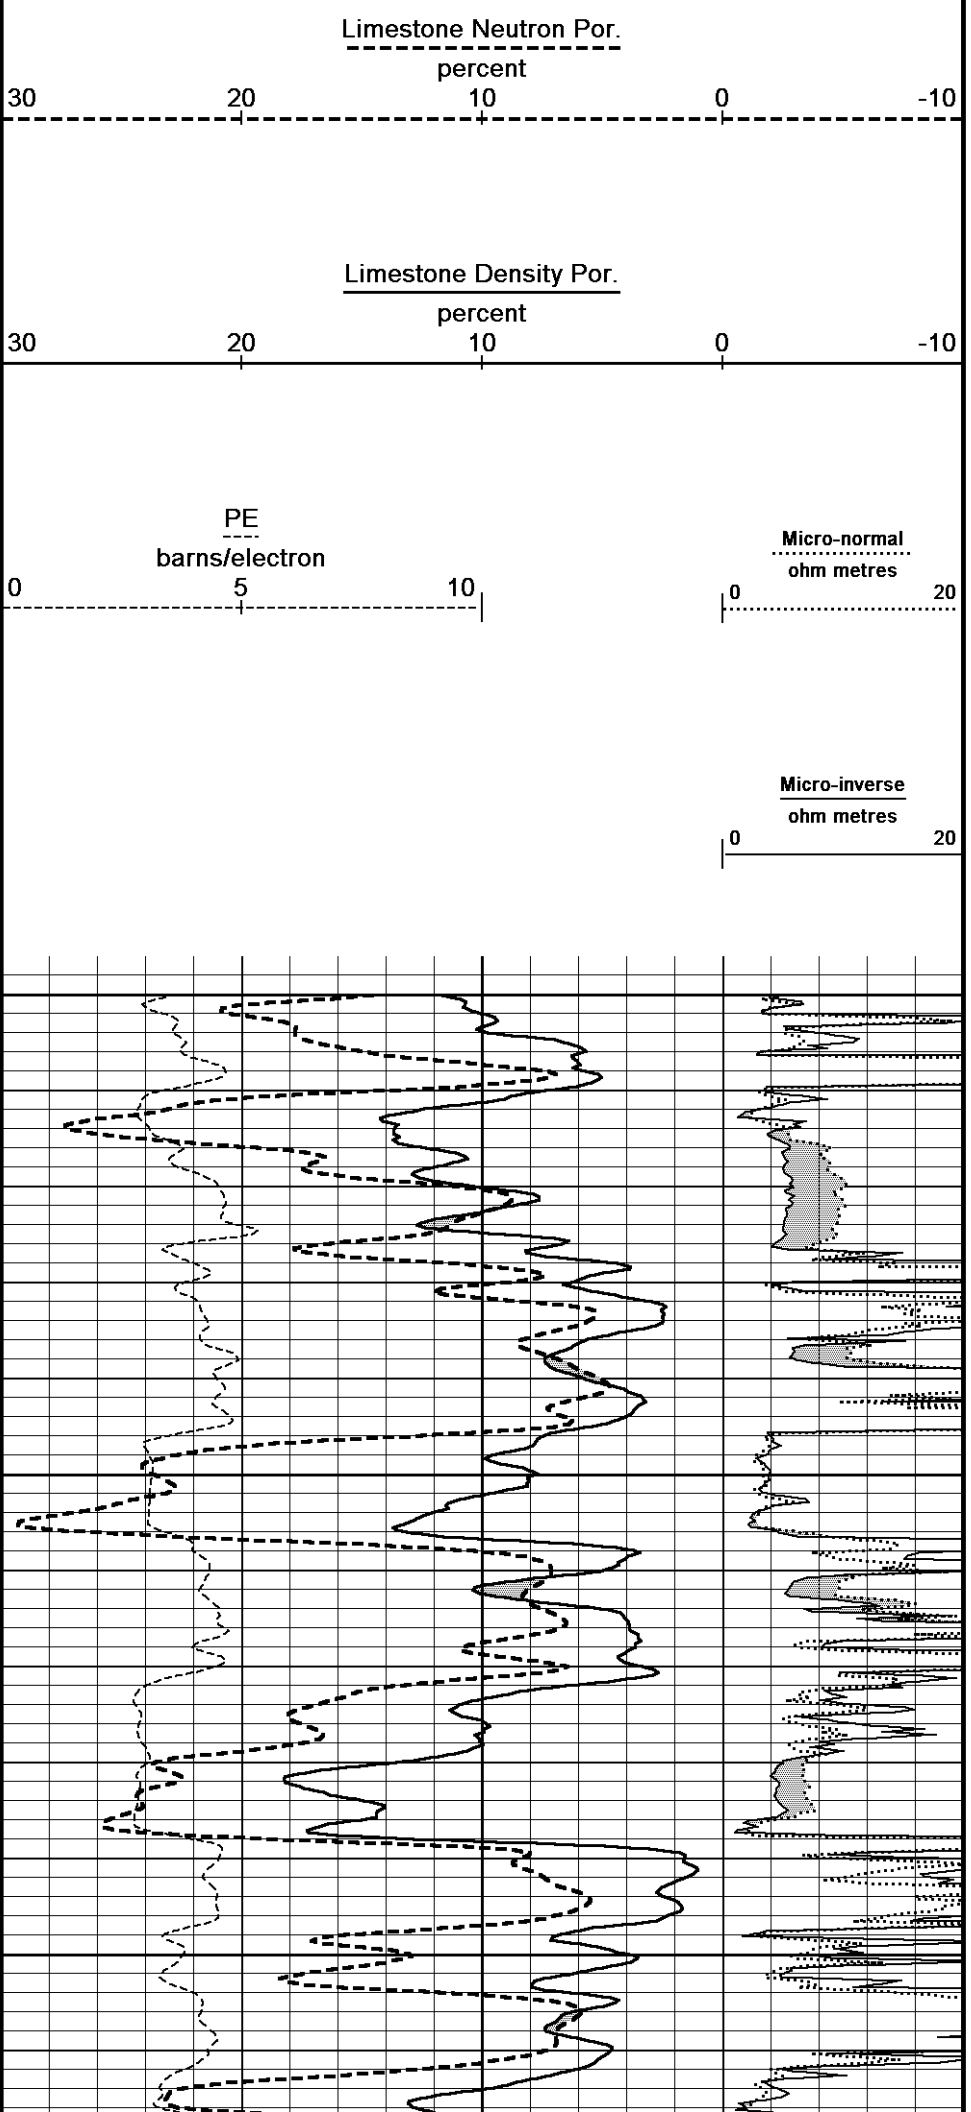 Limestone Neutron Por.
percent
30 20 10 0 -10
Limestone Density Por.
percent
30 20 10 0 -10
PE
barns/electron
0 5 10
Micro-normal
ohm metres
0 20
Micro-inverse
ohm metres
0 20